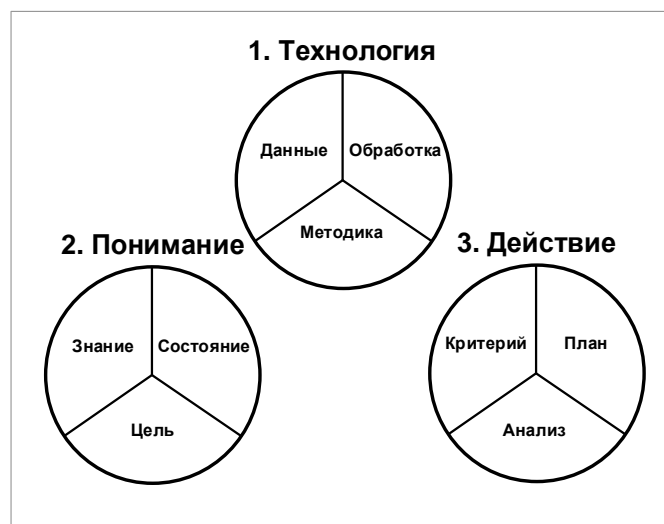 1. Технология
Данные
Обработка
Методика
2. Понимание
Знание
Состояние
Цель
3. Действие
Критерий
План
Анализ